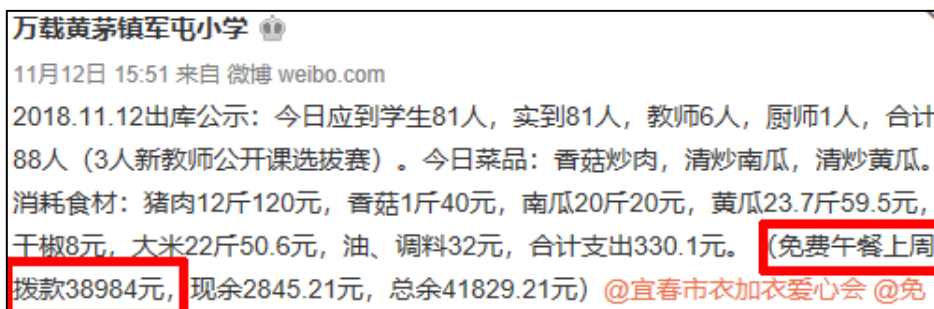 万载黄茅镇军屯小学
11月12日 15:51 来自 微博 weibo.com
2018.11.12出库公示：今日应到学生81人，实到81人，教师6人，厨师1人，合计
88人（3人新教师公开课选拔赛）。今日菜品：香菇炒肉，清炒南瓜，清炒黄瓜。
消耗食材：猪肉12斤120元，香菇1斤40元，南瓜20斤20元，黄瓜23.7斤59.5元，
干椒8元，大米22斤50.6元，油、调料32元，合计支出330.1元。（免费午餐上周
拨款38984元，现余2845.21元，总余41829.21元）@宜春市衣加衣爱心会 @免